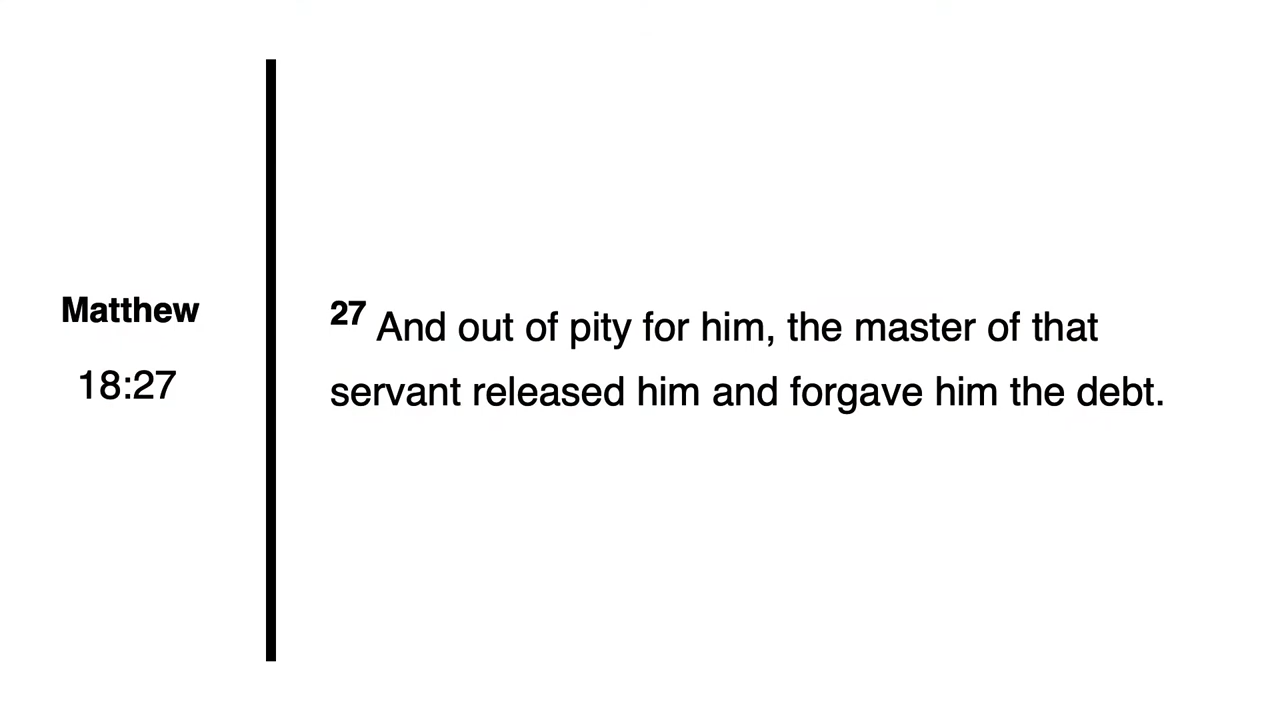 Matthew
18:27
27 And out of pity for him, the master of that
servant released him and forgave him the debt.